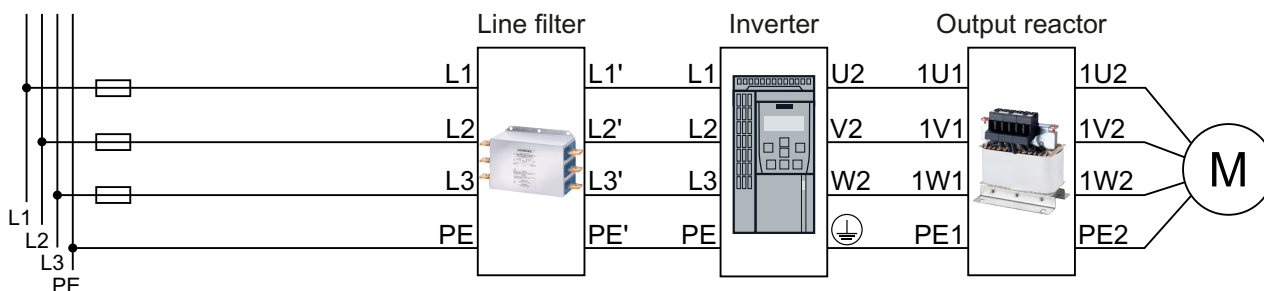 Line filter Inverter Output reactor
L1 L1' L1 U2 1U1 1U2
L2 L2' L2 V2 1V1 1V2
M
L3 L3' L3 W2 1W1 1W2
L1
L2 PE PE' PE PE1 PE2
L3
PE